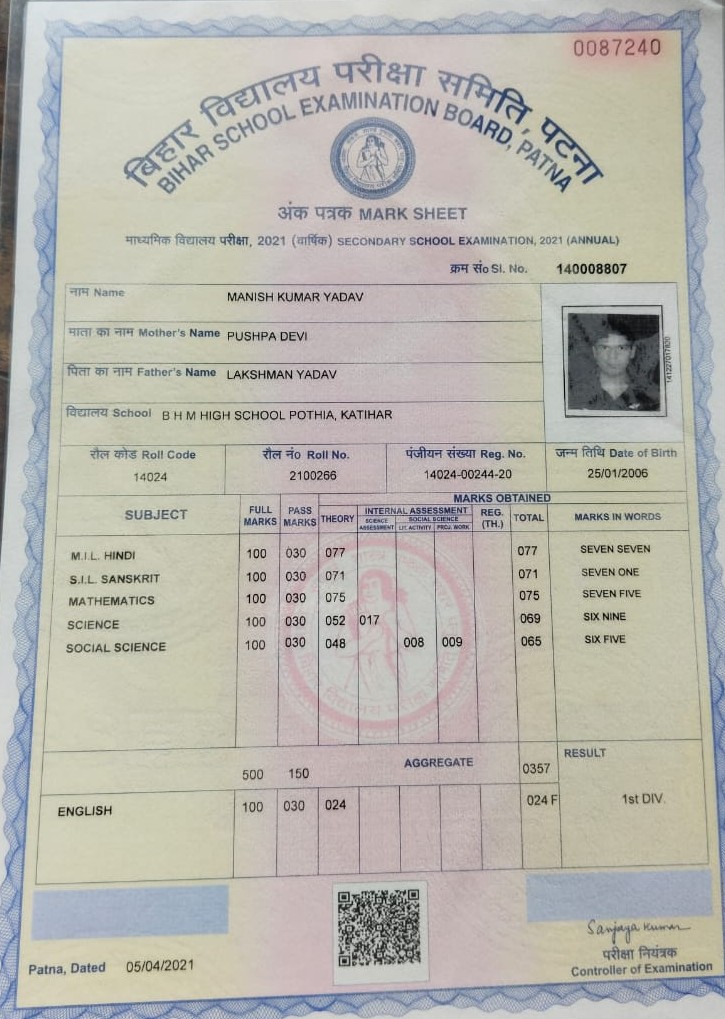 0087240
बिहार विद्यालय परीक्षा समिति, पटना
BIHAR SCHOOL EXAMINATION BOARD, PATNA
अंक पत्रक MARK SHEET
माध्यमिक विद्यालय परीक्षा, 2021 (वार्षिक) SECONDARY SCHOOL EXAMINATION, 2021 (ANNUAL)
क्रम सं० Sl. No. 140008807
नाम Name MANISH KUMAR YADAV
माता का नाम Mother's Name PUSHPA DEVI
पिता का नाम Father's Name LAKSHMAN YADAV
विद्यालय School B H M HIGH SCHOOL POTHIA, KATIHAR
रौल कोड Roll Code रौल नं० Roll No. पंजीयन संख्या Reg. No. जन्म तिथि Date of Birth
14024 2100266 14024-00244-20 25/01/2006
MARKS OBTAINED
SUBJECT FULL MARKS PASS MARKS THEORY INTERNAL ASSESSMENT REG. (TH.) TOTAL MARKS IN WORDS
SCIENCE ASSESSMENT SOCIAL SCIENCE
LIT. ACTIVITY PROJ. WORK
M.I.L. HINDI 100 030 077 077 SEVEN SEVEN
S.I.L. SANSKRIT 100 030 071 071 SEVEN ONE
MATHEMATICS 100 030 075 075 SEVEN FIVE
SCIENCE 100 030 052 017 069 SIX NINE
SOCIAL SCIENCE 100 030 048 008 009 065 SIX FIVE
500 150 AGGREGATE 0357 RESULT
ENGLISH 100 030 024 024 F 1st DIV.
Sanjaya Kumar
परीक्षा नियंत्रक
Patna, Dated 05/04/2021 Controller of Examination